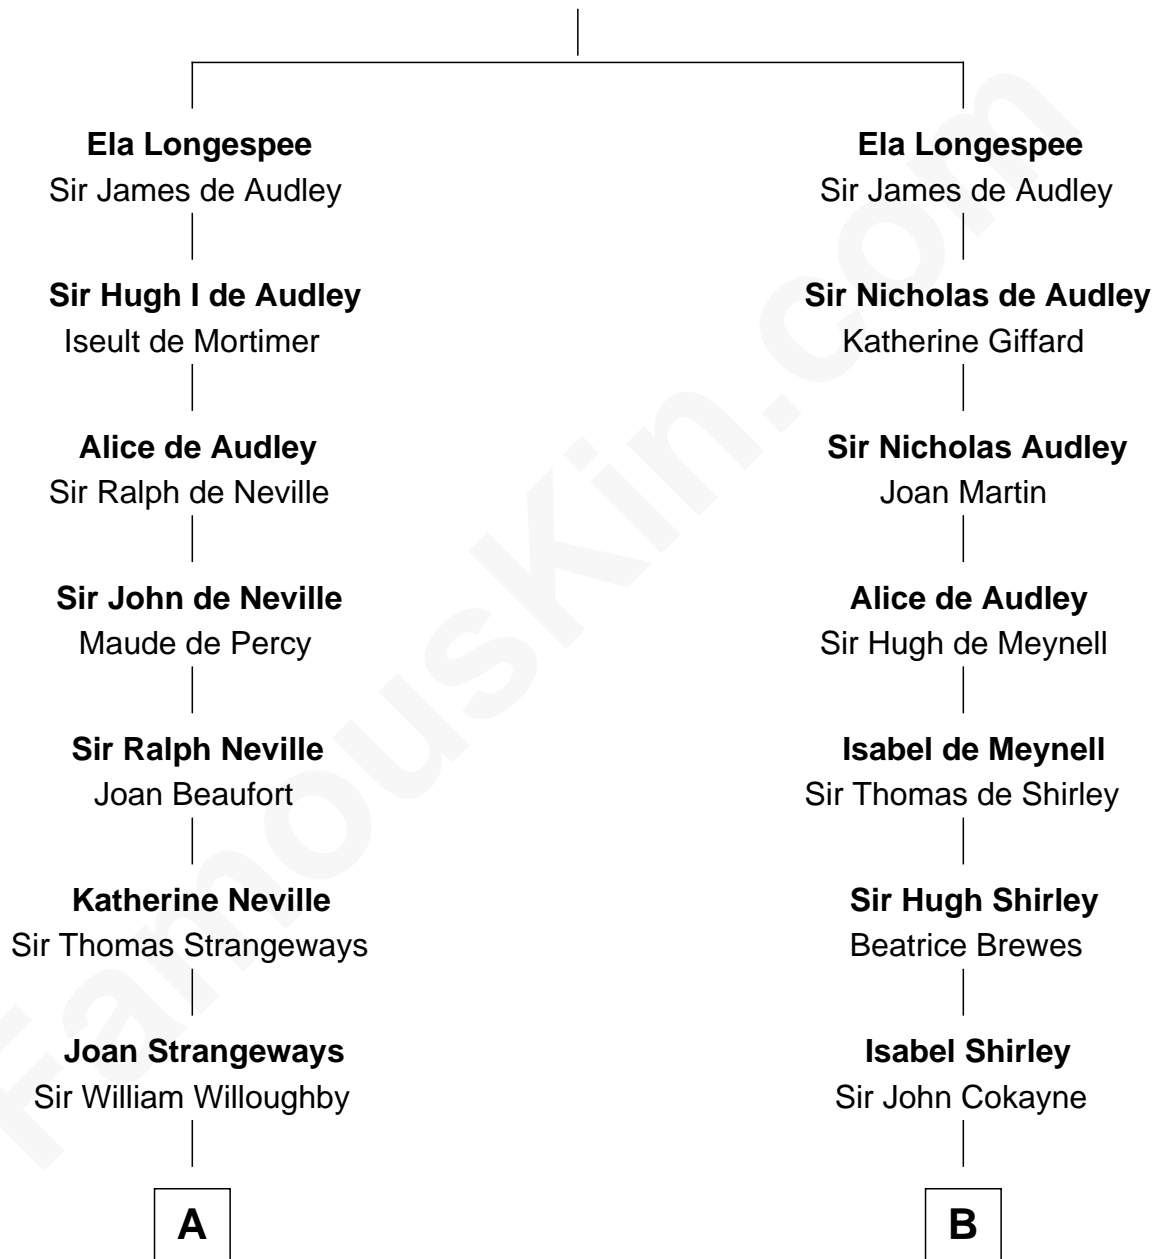 Ela Longespee
Sir James de Audley
Sir Hugh I de Audley
Iseult de Mortimer
Alice de Audley
Sir Ralph de Neville
Sir John de Neville
Maude de Percy
Sir Ralph Neville
Joan Beaufort
Katherine Neville
Sir Thomas Strangeways
Joan Strangeways
Sir William Willoughby
A
Ela Longespee
Sir James de Audley
Sir Nicholas de Audley
Katherine Giffard
Sir Nicholas Audley
Joan Martin
Alice de Audley
Sir Hugh de Meynell
Isabel de Meynell
Sir Thomas de Shirley
Sir Hugh Shirley
Beatrice Brewes
Isabel Shirley
Sir John Cokayne
B
FamousKin.com